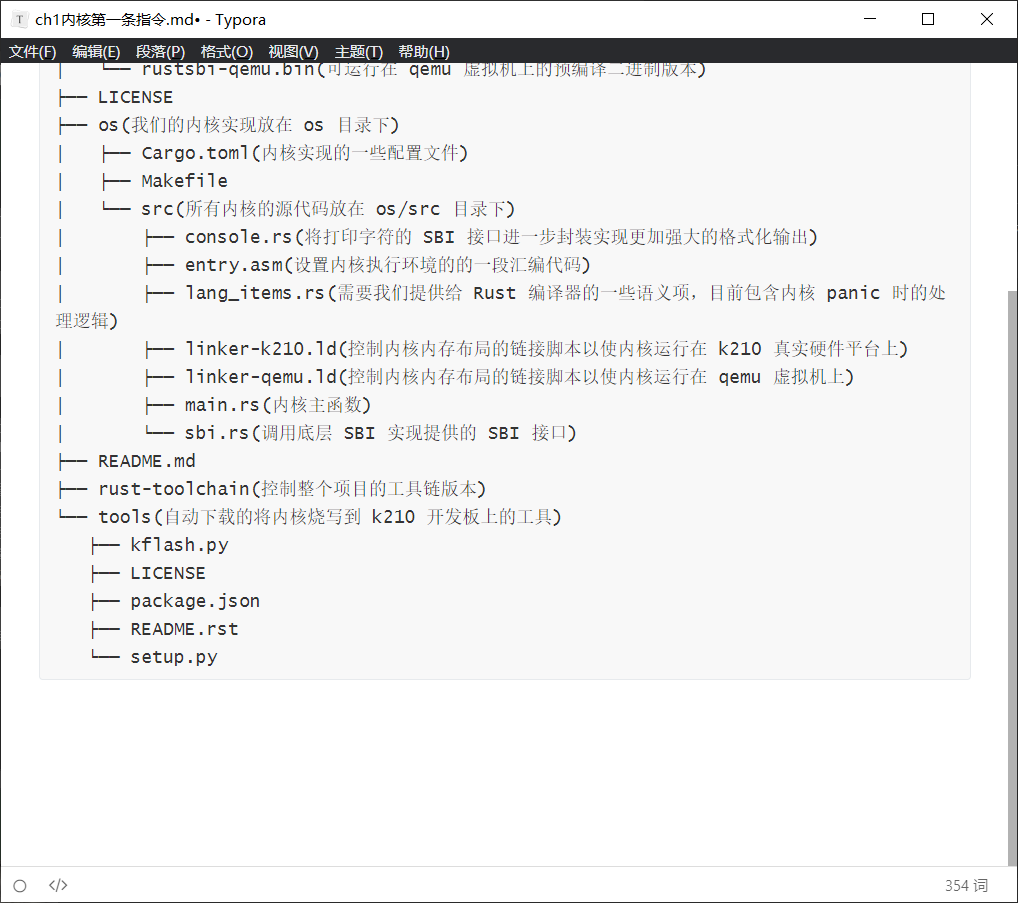 ch1内核第一条指令.md• - Typora
文件(F) 编辑(E) 段落(P) 格式(O) 视图(V) 主题(T) 帮助(H)
│   └── rustsbi-qemu.bin(可运行在 qemu 虚拟机上的预编译二进制版本)
├── LICENSE
├── os(我们的内核实现放在 os 目录下)
│   ├── Cargo.toml(内核实现的一些配置文件)
│   ├── Makefile
│   └── src(所有内核的源代码放在 os/src 目录下)
│       ├── console.rs(将打印字符的 SBI 接口进一步封装实现更加强大的格式化输出)
│       ├── entry.asm(设置内核执行环境的的一段汇编代码)
│       ├── lang_items.rs(需要我们提供给 Rust 编译器的一些语义项，目前包含内核 panic 时的处
理逻辑)
│       ├── linker-k210.ld(控制内核内存布局的链接脚本以使内核运行在 k210 真实硬件平台上)
│       ├── linker-qemu.ld(控制内核内存布局的链接脚本以使内核运行在 qemu 虚拟机上)
│       ├── main.rs(内核主函数)
│       └── sbi.rs(调用底层 SBI 实现提供的 SBI 接口)
├── README.md
├── rust-toolchain(控制整个项目的工具链版本)
└── tools(自动下载的将内核烧写到 k210 开发板上的工具)
   ├── kflash.py
   ├── LICENSE
   ├── package.json
   ├── README.rst
   └── setup.py
</> 354 词